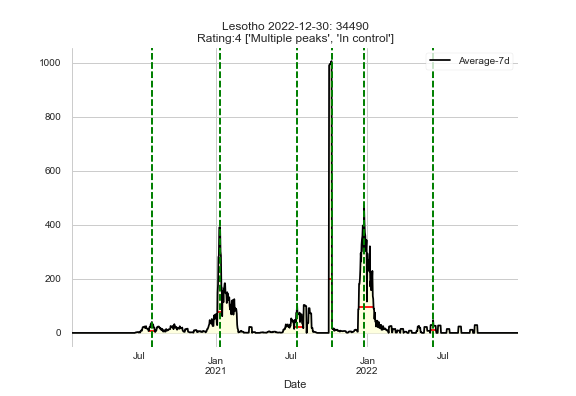 Lesotho 2022-12-30: 34490
Rating:4 ['Multiple peaks', 'In control']
Average-7d
1000
800
600
400
200
0
Jul
Jan
2021
Jul
Jan
2022
Jul
Date